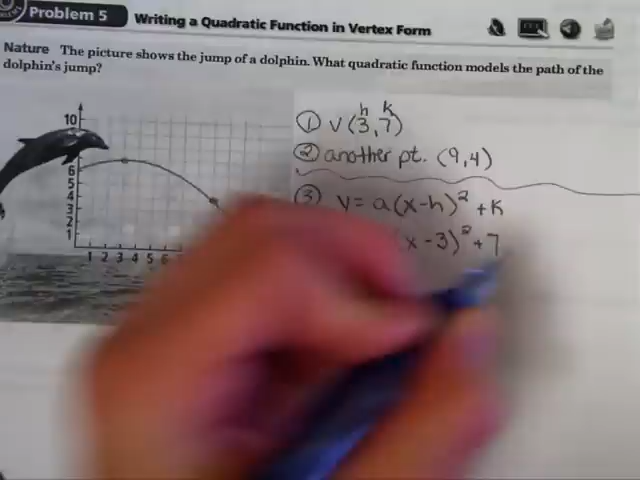 Problem 5 Writing a Quadratic Function in Vertex Form
Nature The picture shows the jump of a dolphin. What quadratic function models the path of the
dolphin's jump?
h k
① V(3,7)
② another pt. (9,4)
③ y = a(x-h)² + k
x - 3)² + 7
10
6
5
4
3
2
1
1 2 3 4 5 6